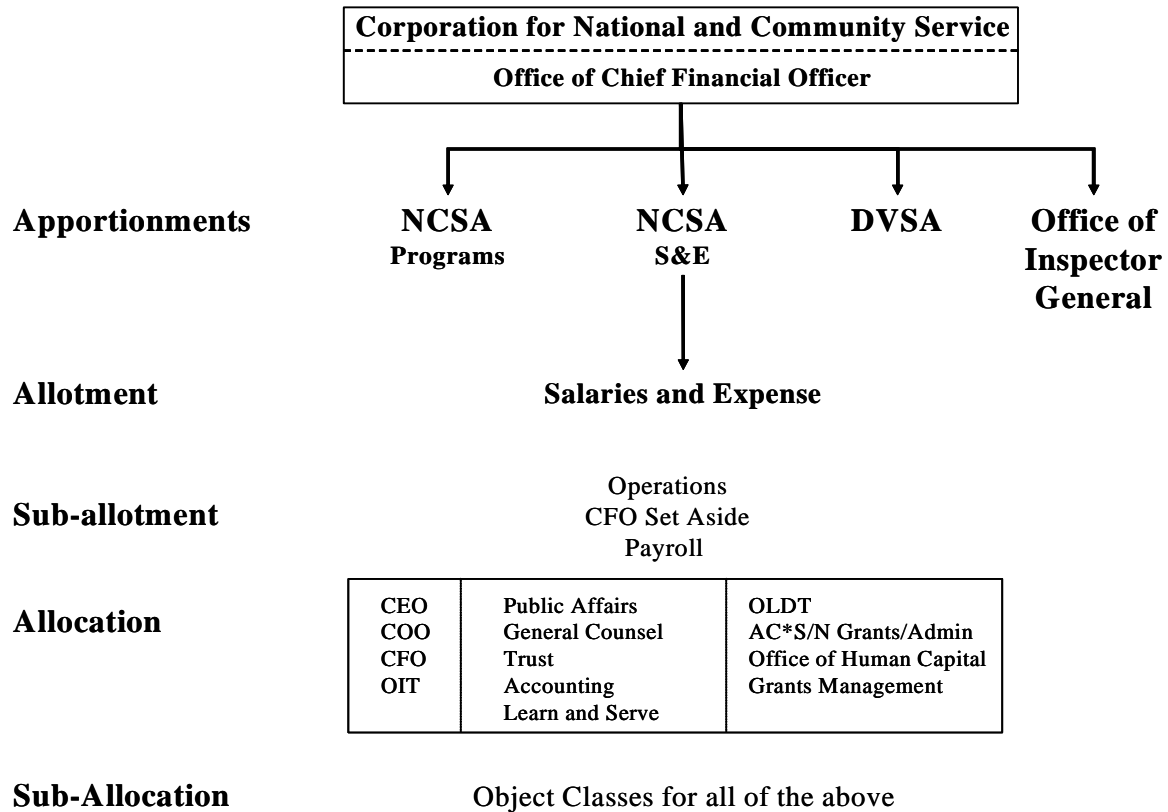 Corporation for National and Community Service
Office of Chief Financial Officer
Apportionments
NCSA
Programs
NCSA
S&E
DVSA
Office of
Inspector
General
Allotment
Salaries and Expense
Sub-allotment
Operations
CFO Set Aside
Payroll
Allocation
CEO
COO
CFO
OIT
Public Affairs
General Counsel
Trust
Accounting
Learn and Serve
OLDT
AC*S/N Grants/Admin
Office of Human Capital
Grants Management
Sub-Allocation
Object Classes for all of the above